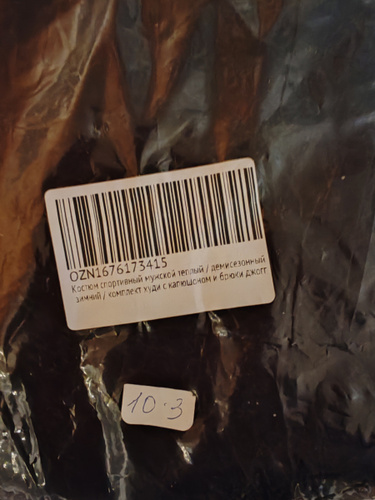 OZN1676173415
Костюм спортивный мужской теплый / демисезонный
зимний / комплект худи с капюшоном и брюки джогг
10.3